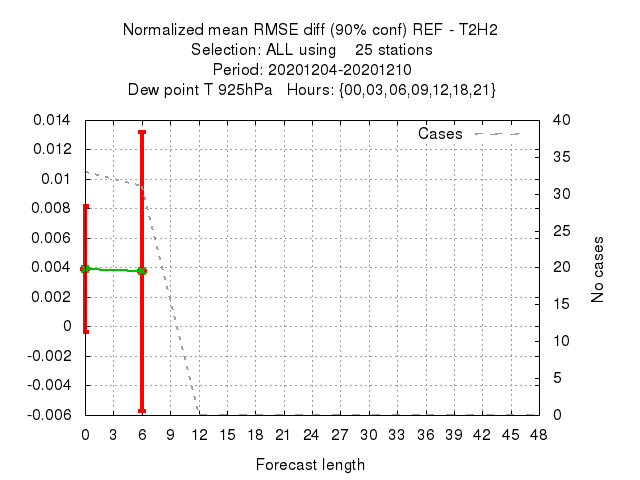 Normalized mean RMSE diff (90% conf) REF - T2H2
Selection: ALL using 25 stations
Period: 20201204-20201210
Dew point T 925hPa Hours: {00,03,06,09,12,18,21}
0.014
0.012
0.01
0.008
0.006
0.004
0.002
0
-0.002
-0.004
-0.006
Cases
40
35
30
25
20
15
10
5
0
No cases
0 3 6 9 12 15 18 21 24 27 30 33 36 39 42 45 48
Forecast length